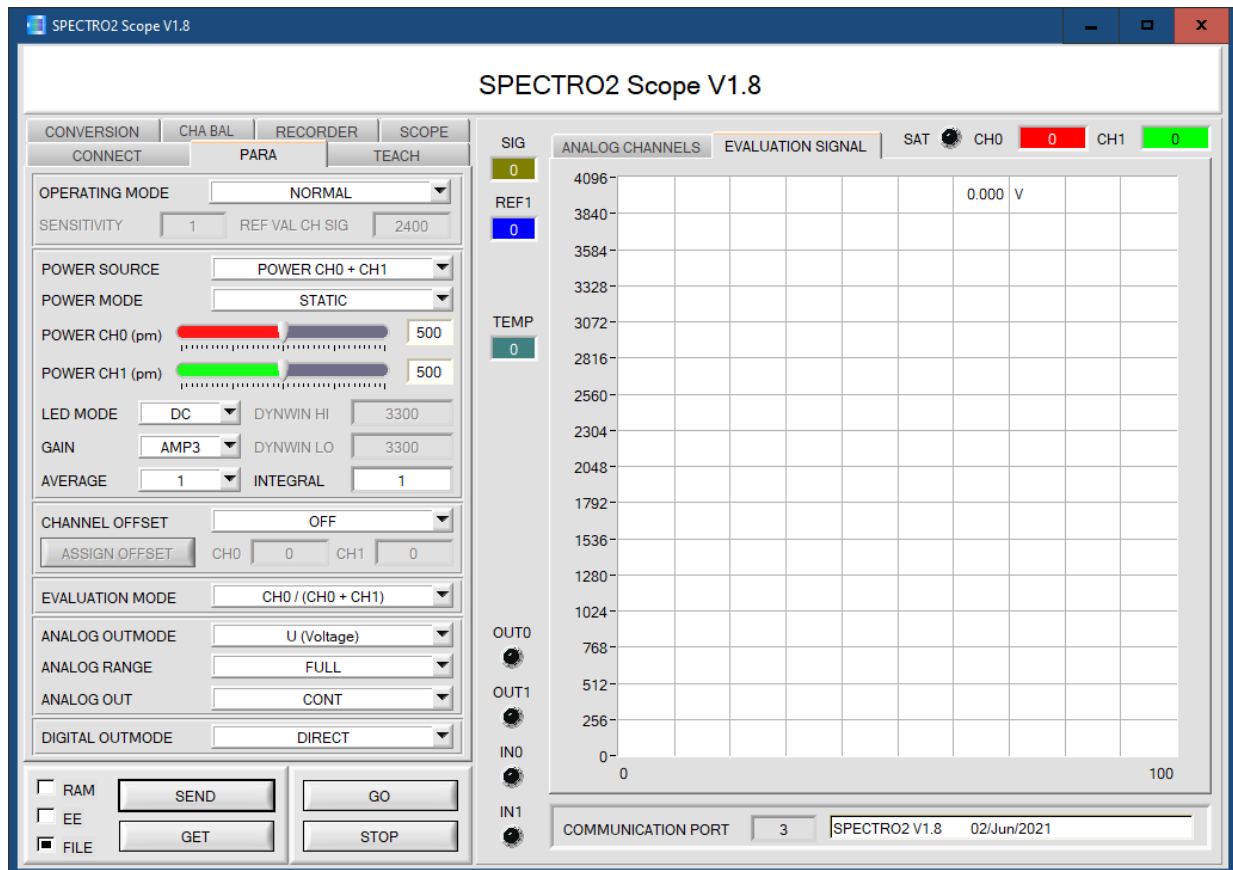 SPECTRO2 Scope V1.8
SPECTRO2 Scope V1.8
CONVERSION CHA BAL RECORDER SCOPE
CONNECT PARA TEACH
OPERATING MODE NORMAL
SENSITIVITY 1 REF VAL CH SIG 2400
POWER SOURCE POWER CH0 + CH1
POWER MODE STATIC
POWER CH0 (pm) 500
POWER CH1 (pm) 500
LED MODE DC DYNWIN HI 3300
GAIN AMP3 DYNWIN LO 3300
AVERAGE 1 INTEGRAL 1
CHANNEL OFFSET OFF
ASSIGN OFFSET CH0 0 CH1 0
EVALUATION MODE CH0 / (CH0 + CH1)
ANALOG OUTMODE U (Voltage)
ANALOG RANGE FULL
ANALOG OUT CONT
DIGITAL OUTMODE DIRECT
RAM
EE
FILE
SEND GO
GET STOP
SIG
0
REF1
0
TEMP
0
OUT0
OUT1
IN0
IN1
ANALOG CHANNELS EVALUATION SIGNAL SAT CH0 0 CH1 0
0.000 V
4096
3840
3584
3328
3072
2816
2560
2304
2048
1792
1536
1280
1024
768
512
256
0
0 100
COMMUNICATION PORT 3 SPECTRO2 V1.8 02/Jun/2021